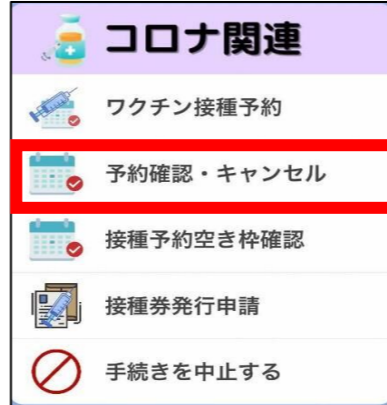 コロナ関連
ワクチン接種予約
予約確認・キャンセル
接種予約空き枠確認
接種券発行申請
手続きを中止する